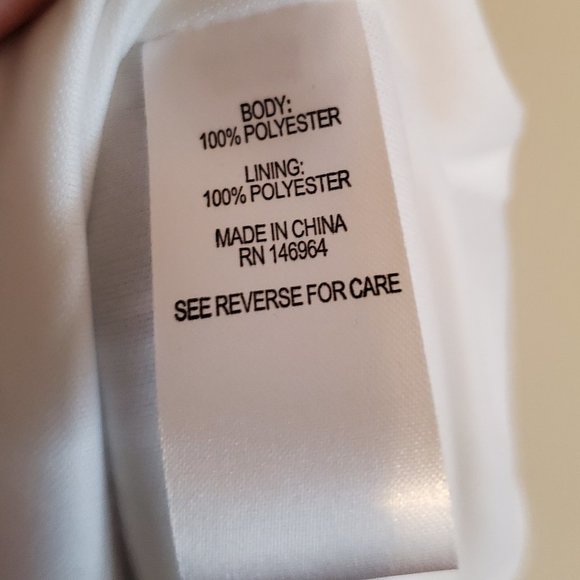 BODY:
100% POLYESTER
LINING:
100% POLYESTER
MADE IN CHINA
RN 146964
SEE REVERSE FOR CARE